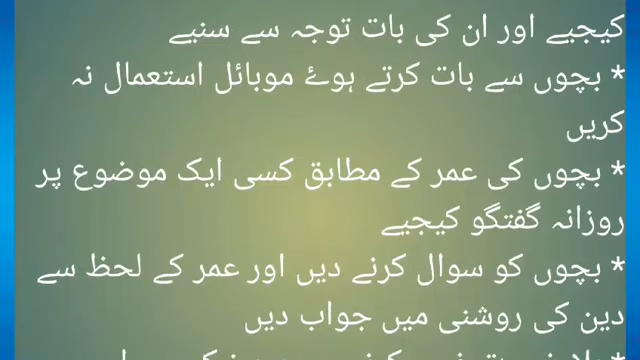 کیجیے اور ان کی بات توجہ سے سنیے
* بچوں سے بات کرتے ہوۓ موبائل استعمال نہ
کریں
* بچوں کی عمر کے مطابق کسی ایک موضوع پر
روزانہ گفتگو کیجیے
* بچوں کو سوال کرنے دیں اور عمر کے لحظ سے
دین کی روشنی میں جواب دیں